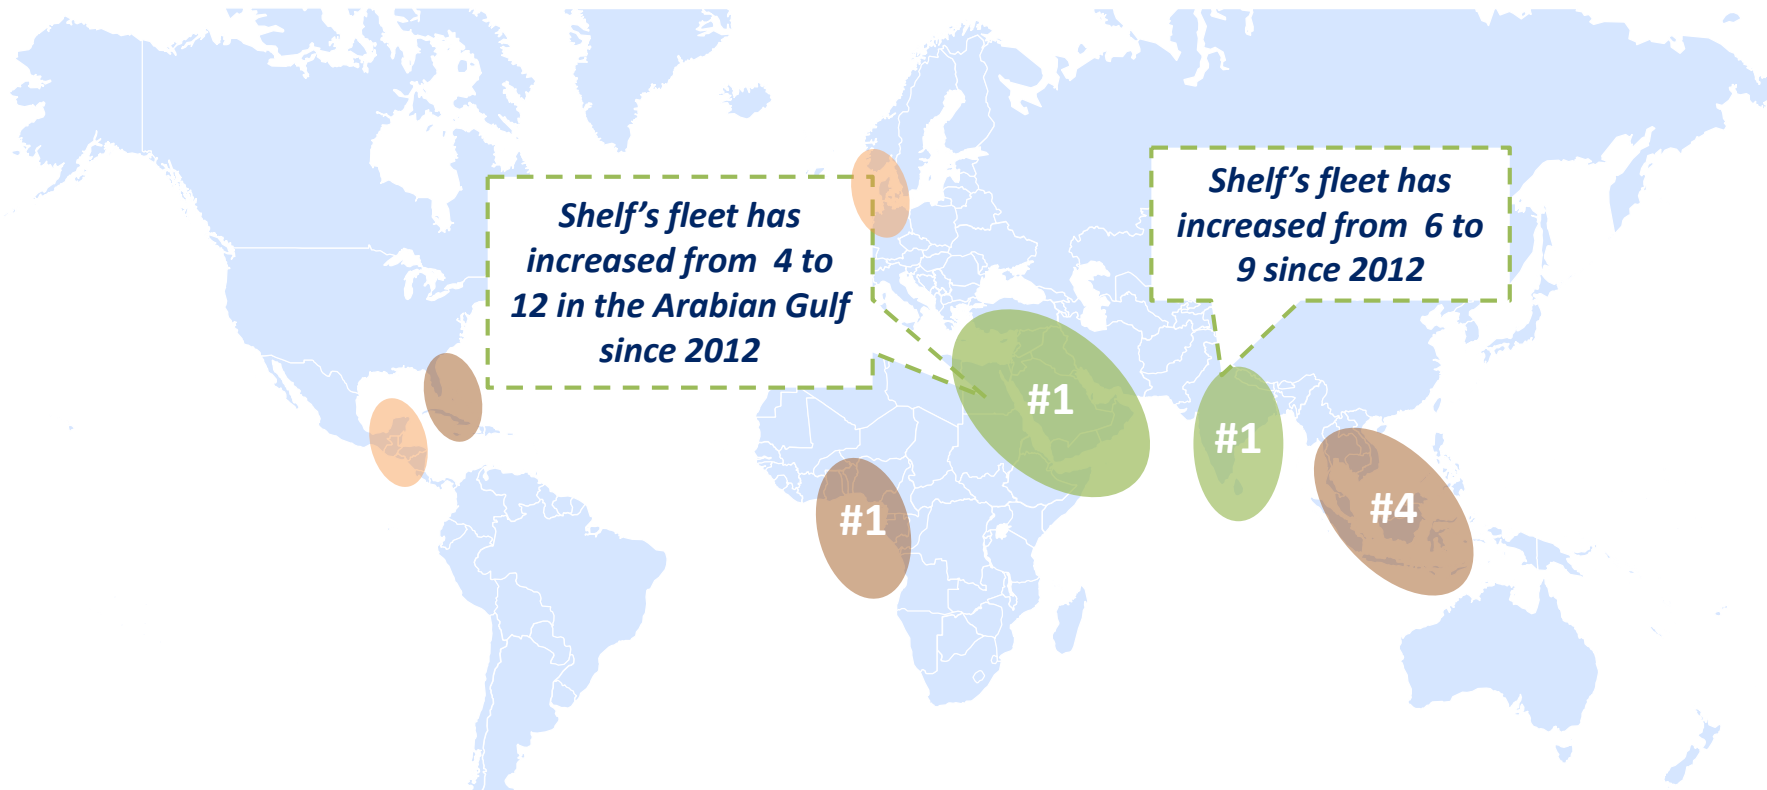 Shelf’s fleet has
increased from 4 to
12 in the Arabian Gulf
since 2012
Shelf’s fleet has
increased from 6 to
9 since 2012
#1
#1
#1
#4